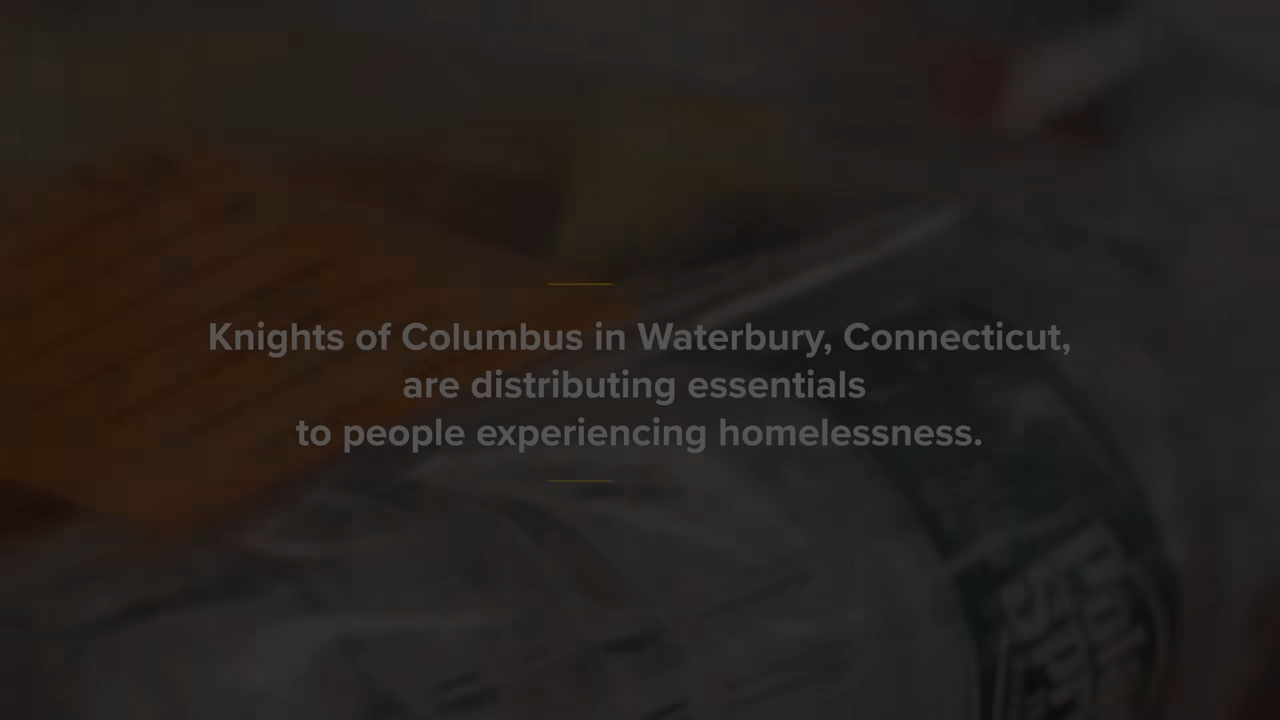 Knights of Columbus in Waterbury, Connecticut,
are distributing essentials
to people experiencing homelessness.